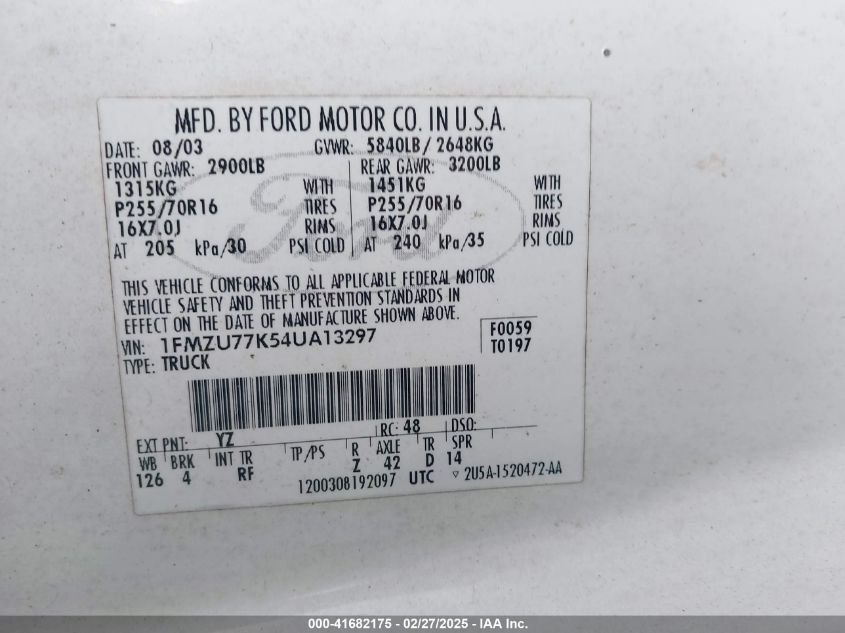 MFD. BY FORD MOTOR CO. IN U.S.A.
DATE: 08/03 GVWR: 5840LB/ 2648KG
FRONT GAWR: 2900LB REAR GAWR: 3200LB
1315KG WITH 1451KG WITH
P255/70R16 TIRES P255/70R16 TIRES
16X7.0J RIMS 16X7.0J RIMS
AT 205 kPa/30 PSI COLD AT 240 kPa/35 PSI COLD
Ford
THIS VEHICLE CONFORMS TO ALL APPLICABLE FEDERAL MOTOR
VEHICLE SAFETY AND THEFT PREVENTION STANDARDS IN
EFFECT ON THE DATE OF MANUFACTURE SHOWN ABOVE.
VIN: 1FMZU77K54UA13297 F0059
TYPE: TRUCK T0197
EXT PNT: YZ RC: 48 DSO:
WB BRK INT TR TP/PS R AXLE TR SPR
126 4 RF Z 42 D 14
1200308192097 UTC ▽ 2U5A-1520472-AA
000-41682175 - 02/27/2025 - IAA Inc.